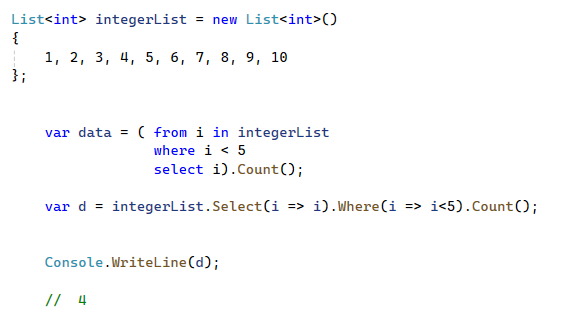 List<int> integerList = new List<int>()
{
    1, 2, 3, 4, 5, 6, 7, 8, 9, 10
};
    var data = ( from i in integerList
                 where i < 5
                 select i).Count();
    var d = integerList.Select(i => i).Where(i => i<5).Count();
    Console.WriteLine(d);
    //  4